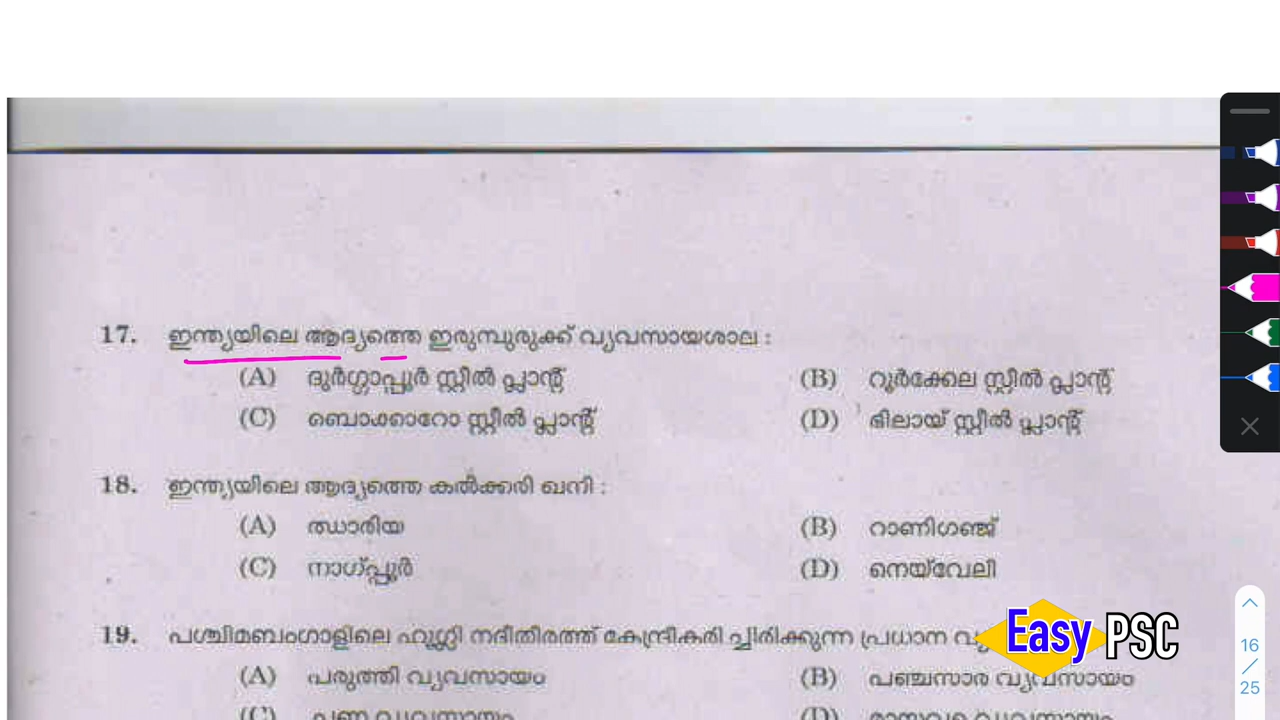 17. ഇന്ത്യയിലെ ആദ്യത്തെ ഇരുമ്പുരുക്ക് വ്യവസായശാല :
(A) ദുർഗ്ഗാപ്പൂർ സ്റ്റീൽ പ്ലാന്റ് (B) റൂർക്കേല സ്റ്റീൽ പ്ലാന്റ്
(C) ബൊക്കാറോ സ്റ്റീൽ പ്ലാന്റ് (D) ഭിലായ് സ്റ്റീൽ പ്ലാന്റ്
18. ഇന്ത്യയിലെ ആദ്യത്തെ കൽക്കരി ഖനി :
(A) ഝാരിയ (B) റാണിഗഞ്ജ്
(C) നാഗ്പ്പൂർ (D) നെയ്‌വേലി
19. പശ്ചിമബംഗാളിലെ ഹൂഗ്ലി നദീതീരത്ത് കേന്ദ്രീകരി ച്ചിരിക്കുന്ന പ്രധാന
(A) പരുത്തി വ്യവസായം (B) പഞ്ചസാര വ്യവസായം
Easy PSC
16
/
25